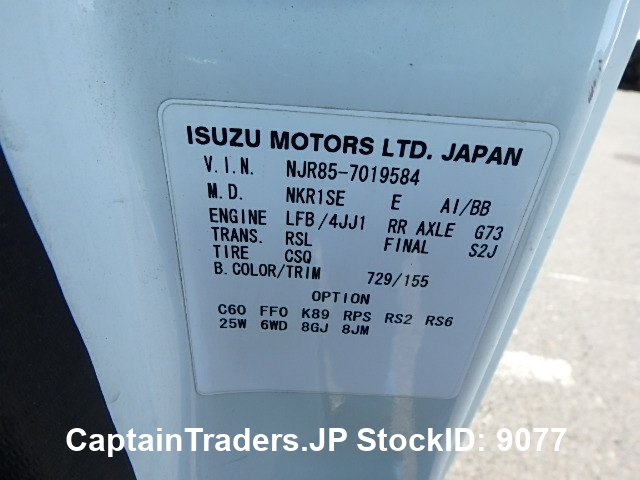 ISUZU MOTORS LTD. JAPAN
V.I.N. NJR85-7019584
M.D. NKR1SE E AI/BB
ENGINE LFB/4JJ1 RR AXLE G73
TRANS. RSL FINAL S2J
TIRE CSQ
B.COLOR/TRIM 729/155
OPTION
C60 FF0 K89 RPS RS2 RS6
25W 6WD 8GJ 8JM
CaptainTraders.JP StockID: 9077